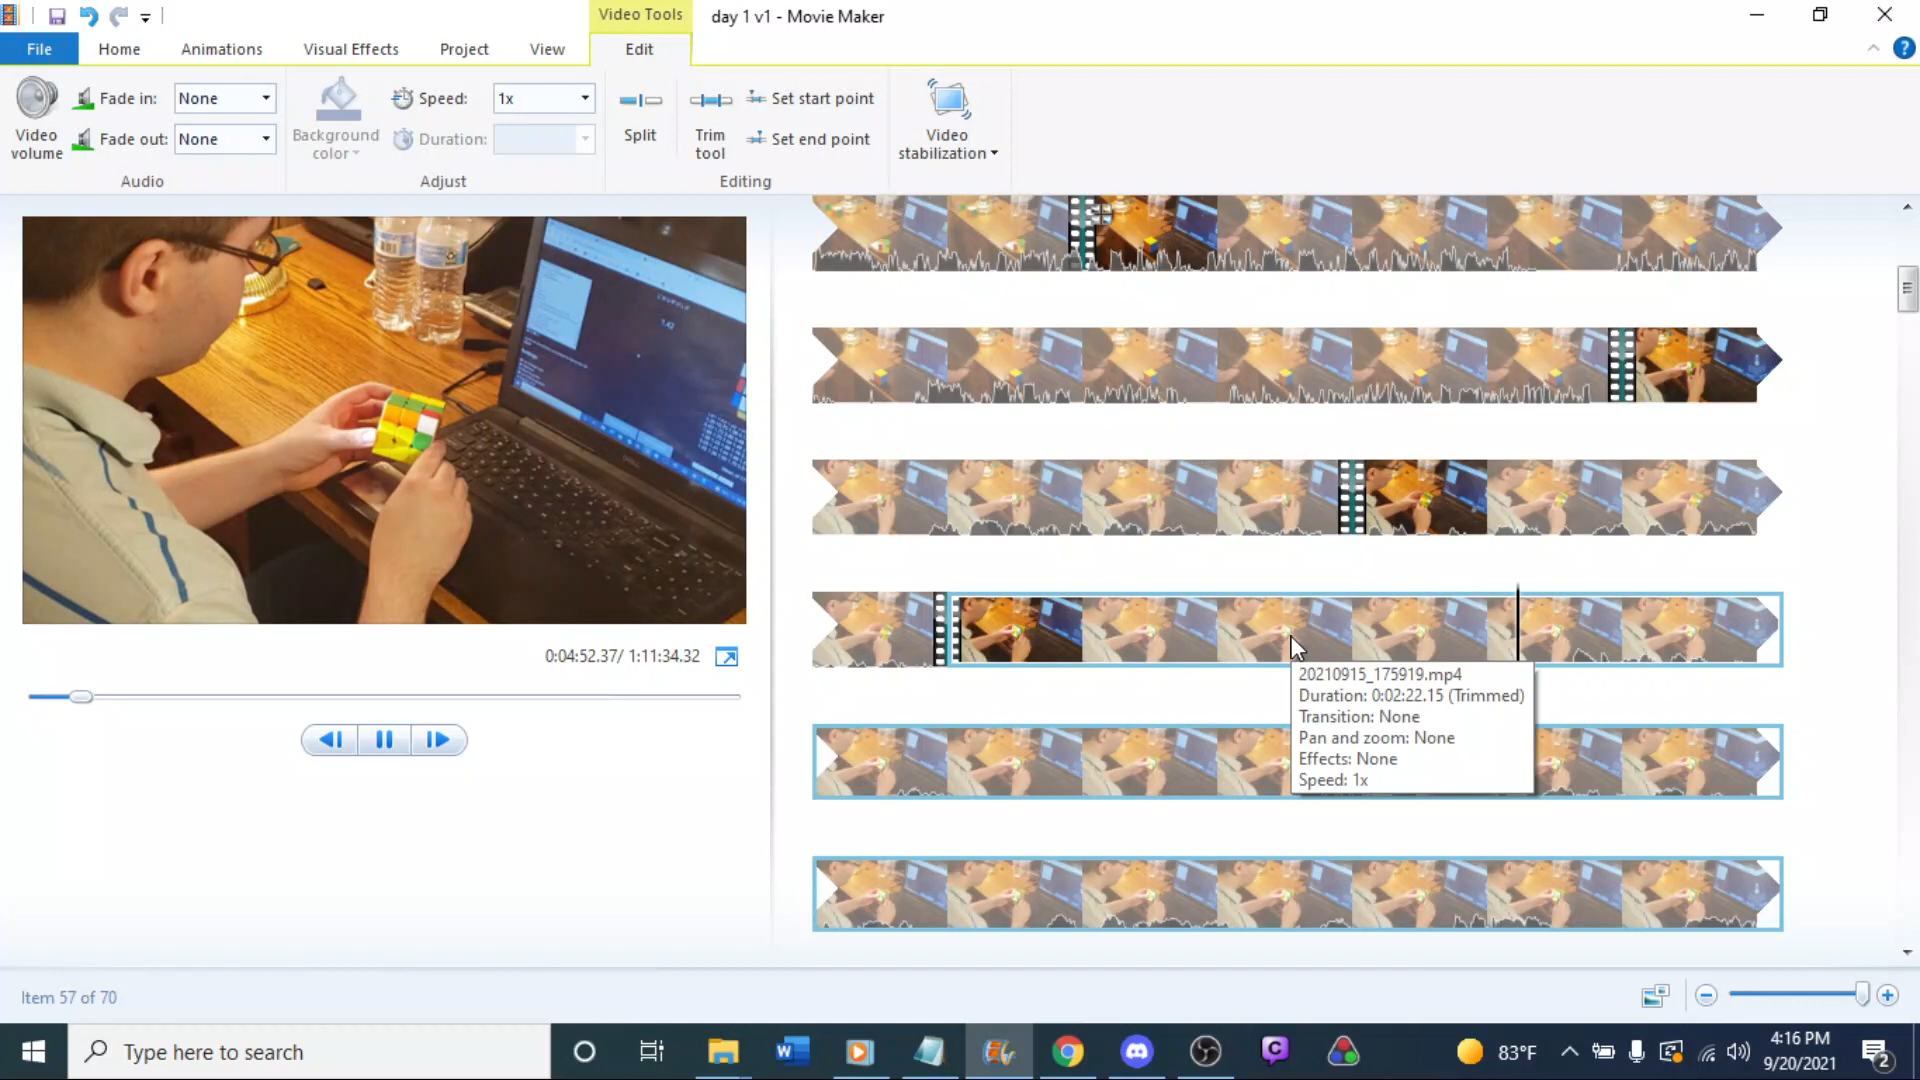 Video Tools
day 1 v1 - Movie Maker
File
Home
Animations
Visual Effects
Project
View
Edit
Video volume
Fade in:
None
Fade out:
None
Audio
Background color
Speed:
1x
Duration:
Adjust
Split
Trim tool
Set start point
Set end point
Editing
Video stabilization
0:04:52.37/ 1:11:34.32
20210915_175919.mp4
Duration: 0:02:22.15 (Trimmed)
Transition: None
Pan and zoom: None
Effects: None
Speed: 1x
Item 57 of 70
Type here to search
83°F
4:16 PM
9/20/2021
2